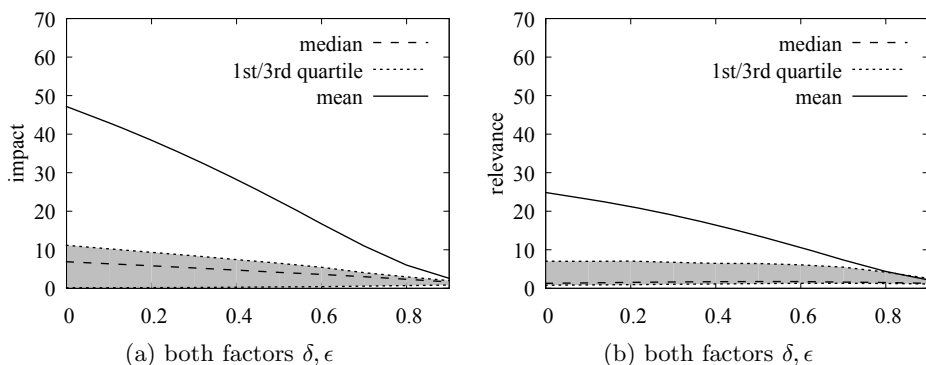 70
60
50
40
30
20
10
0
impact
median
1st/3rd quartile
mean
0 0.2 0.4 0.6 0.8
(a) both factors δ, ϵ
70
60
50
40
30
20
10
0
relevance
median
1st/3rd quartile
mean
0 0.2 0.4 0.6 0.8
(b) both factors δ, ϵ